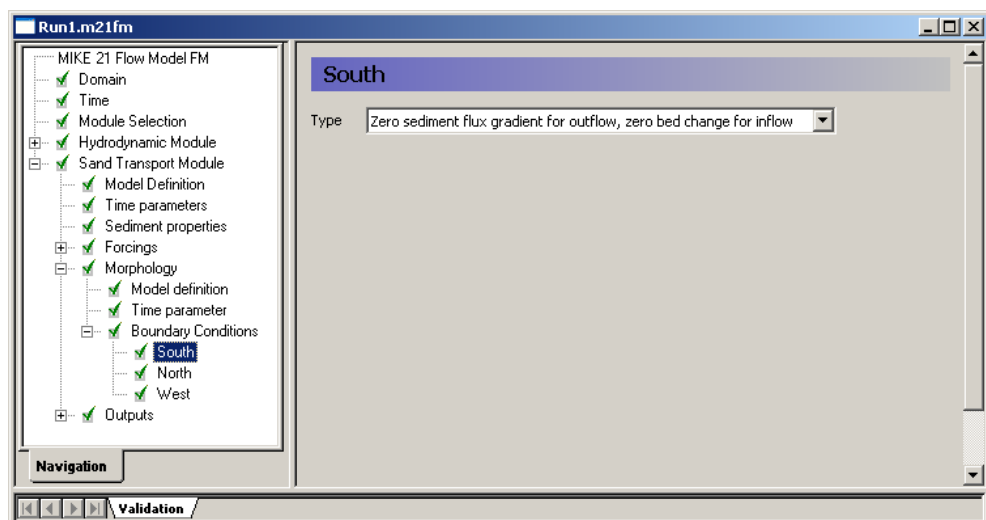 Run1.m21fm
MIKE 21 Flow Model FM
Domain
Time
Module Selection
Hydrodynamic Module
Sand Transport Module
Model Definition
Time parameters
Sediment properties
Forcings
Morphology
Model definition
Time parameter
Boundary Conditions
South
North
West
Outputs
Navigation
South
Type Zero sediment flux gradient for outflow, zero bed change for inflow
Validation